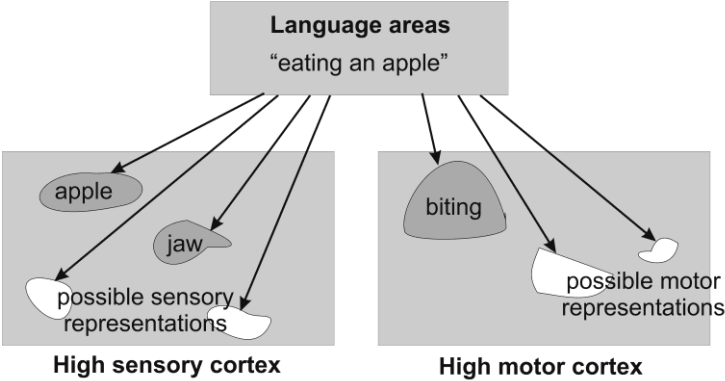 Language areas
“eating an apple”
apple
jaw
biting
possible sensory
representations
possible motor
representations
High sensory cortex
High motor cortex